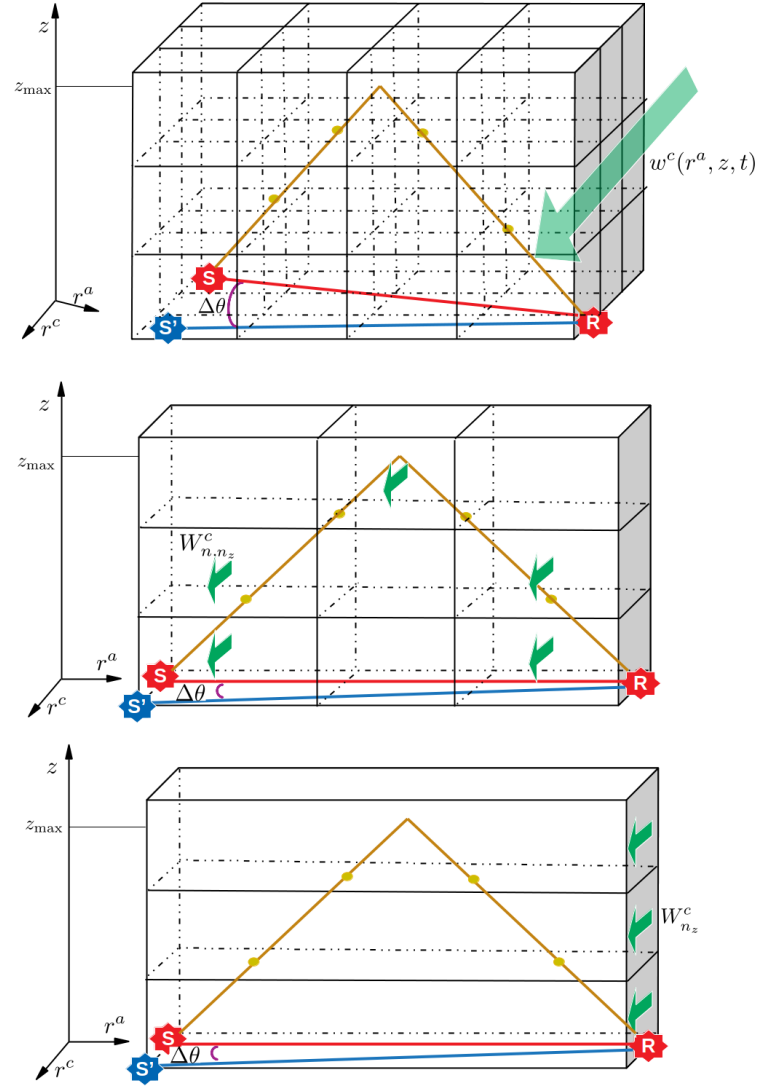 z
z_max
w^c(r^a, z, t)
S
Δθ
r^a
S'
R
r^c
z
z_max
W^c_{n,n_z}
r^a
S
Δθ
R
r^c
S'
z
z_max
W^c_{n_z}
r^a
S
Δθ
R
r^c
S'